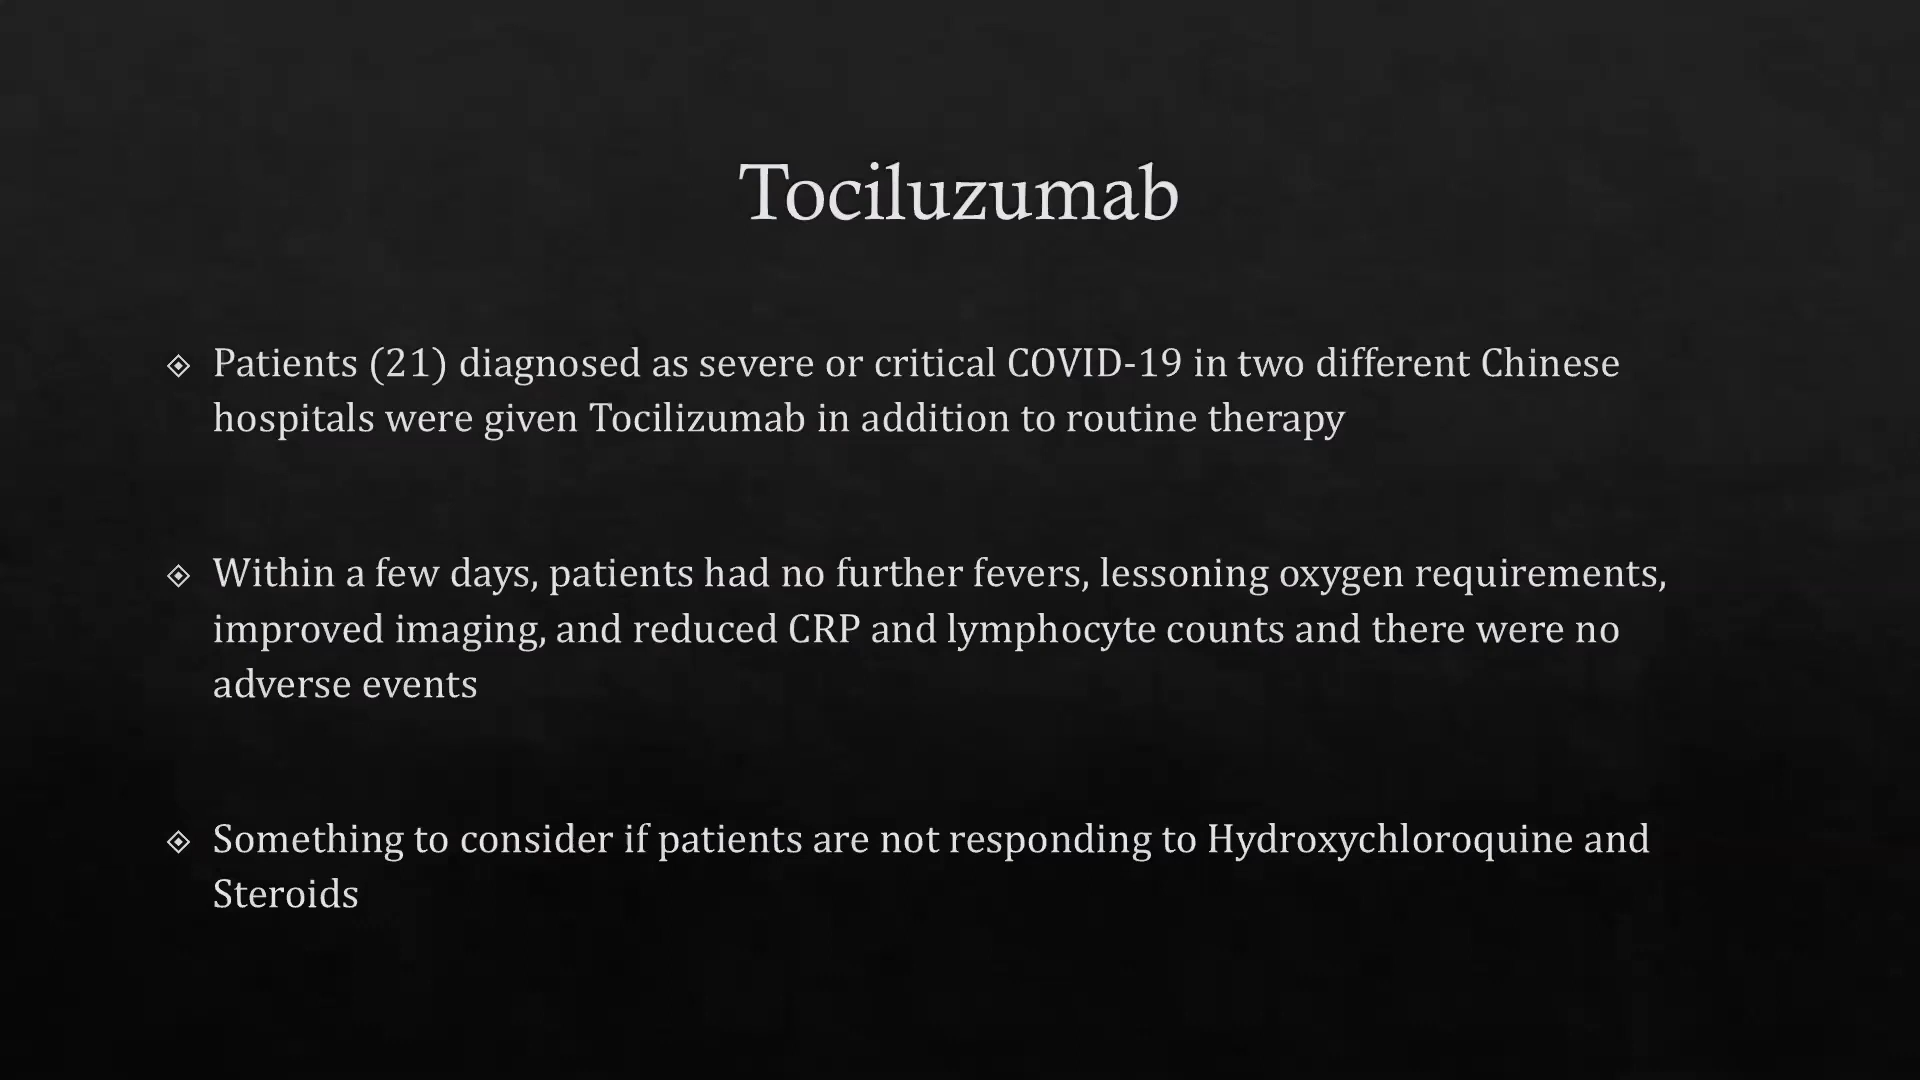 Tociluzumab
Patients (21) diagnosed as severe or critical COVID-19 in two different Chinese
hospitals were given Tocilizumab in addition to routine therapy
Within a few days, patients had no further fevers, lessoning oxygen requirements,
improved imaging, and reduced CRP and lymphocyte counts and there were no
adverse events
Something to consider if patients are not responding to Hydroxychloroquine and
Steroids